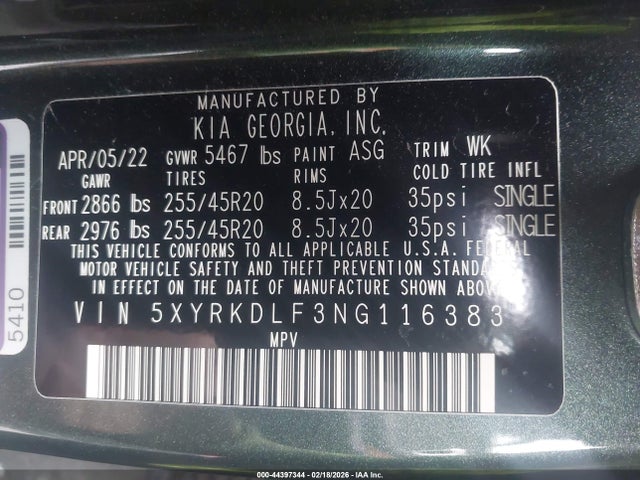 MANUFACTURED BY
KIA GEORGIA, INC.
APR/05/22 GVWR 5467 lbs PAINT ASG TRIM WK
GAWR TIRES RIMS COLD TIRE INFL
FRONT 2866 lbs 255/45R20 8.5Jx20 35psi SINGLE
REAR 2976 lbs 255/45R20 8.5Jx20 35psi SINGLE
THIS VEHICLE CONFORMS TO ALL APPLICABLE U.S.A. FEDERAL
MOTOR VEHICLE SAFETY AND THEFT PREVENTION STANDARDS
IN EFFECT ON THE DATE OF MANUFACTURE SHOWN ABOVE.
VIN 5XYRKDLF3NG116383
MPV
5410
000-44397344 | 02/18/2026 - IAA Inc.